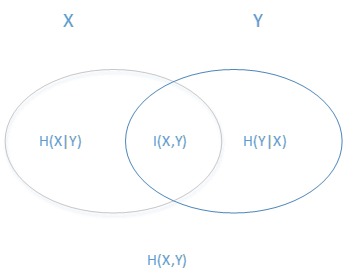 X Y
H(X|Y) I(X,Y) H(Y|X)
H(X,Y)